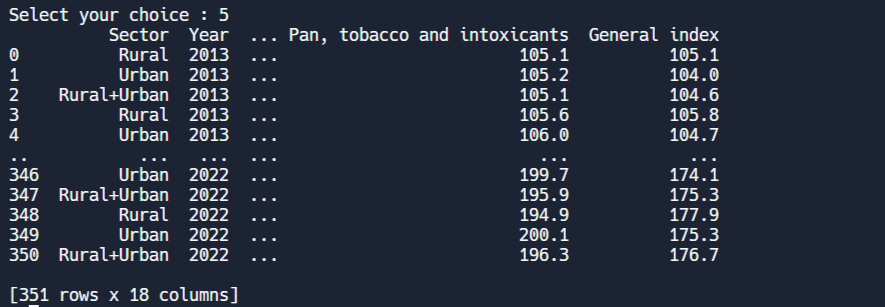 Select your choice : 5
Sector Year ... Pan, tobacco and intoxicants General index
0 Rural 2013 ... 105.1 105.1
1 Urban 2013 ... 105.2 104.0
2 Rural+Urban 2013 ... 105.1 104.6
3 Rural 2013 ... 105.6 105.8
4 Urban 2013 ... 106.0 104.7
.. ... ... ... ... ...
346 Urban 2022 ... 199.7 174.1
347 Rural+Urban 2022 ... 195.9 175.3
348 Rural 2022 ... 194.9 177.9
349 Urban 2022 ... 200.1 175.3
350 Rural+Urban 2022 ... 196.3 176.7
[351 rows x 18 columns]